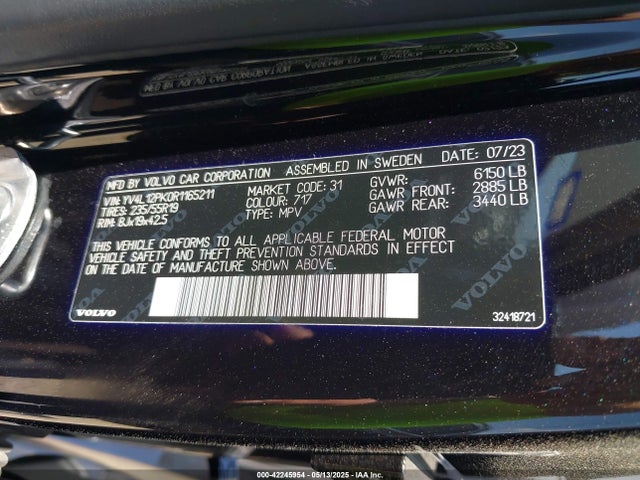 MFD BY VOLVO CAR CORPORATION ASSEMBLED IN SWEDEN DATE: 07/23
VIN: YV4L12PK0R1165211 MARKET CODE: 31 GVWR: 6150 LB
TIRES: 235/55R19 COLOUR: 717 GAWR FRONT: 2885 LB
RIM: 8Jx19x42.5 TYPE: MPV GAWR REAR: 3440 LB
THIS VEHICLE CONFORMS TO ALL APPLICABLE FEDERAL MOTOR
VEHICLE SAFETY AND THEFT PREVENTION STANDARDS IN EFFECT
ON THE DATE OF MANUFACTURE SHOWN ABOVE.
VOLVO 32418721
000-42245954 - 05/13/2025 - IAA Inc.